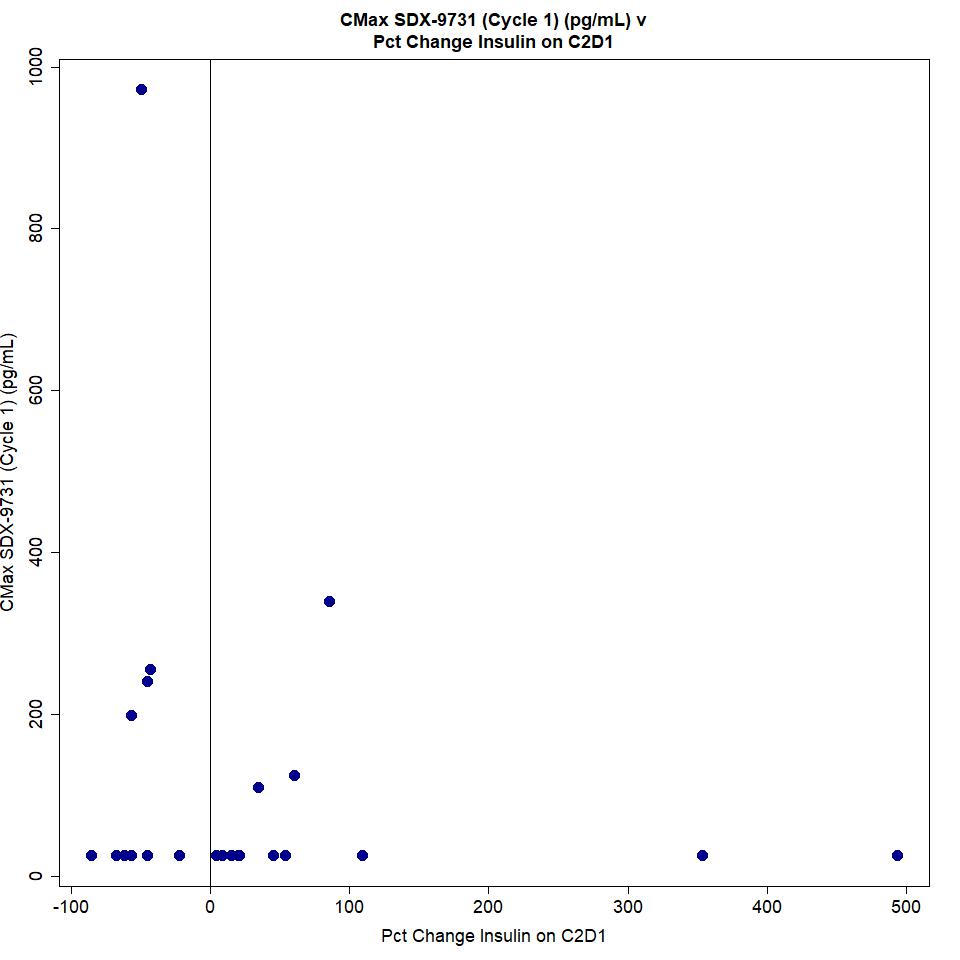 CMax SDX-9731 (Cycle 1) (pg/mL) v
Pct Change Insulin on C2D1
CMax SDX-9731 (Cycle 1) (pg/mL)
1000
800
600
400
200
0
-100 0 100 200 300 400 500
Pct Change Insulin on C2D1